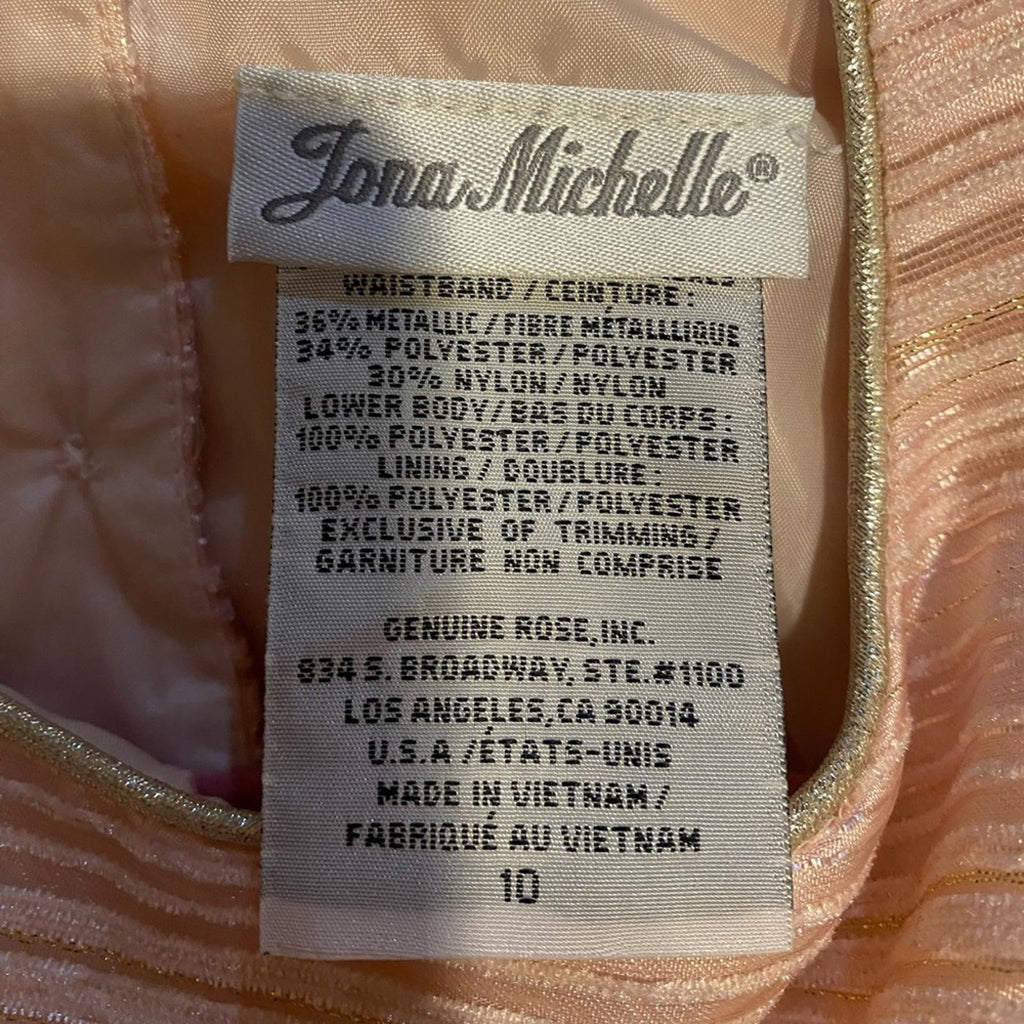 Jona Michelle®
WAISTBAND / CEINTURE :
36% METALLIC / FIBRE MÉTALLLIQUE
34% POLYESTER / POLYESTER
30% NYLON / NYLON
LOWER BODY / BAS DU CORPS :
100% POLYESTER / POLYESTER
LINING / DOUBLURE :
100% POLYESTER / POLYESTER
EXCLUSIVE OF TRIMMING /
GARNITURE NON COMPRISE
GENUINE ROSE, INC.
834 S. BROADWAY, STE. #1100
LOS ANGELES, CA 90014
U.S.A / ÉTATS-UNIS
MADE IN VIETNAM /
FABRIQUÉ AU VIETNAM
10